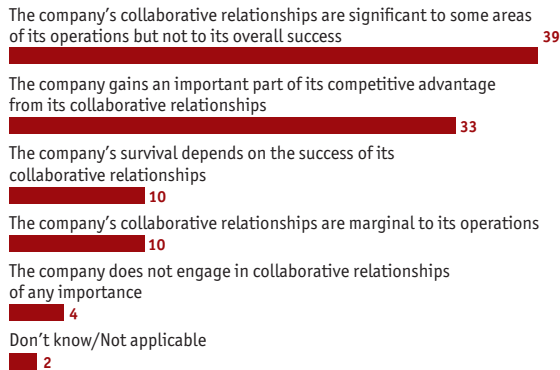 The company’s collaborative relationships are significant to some areas
of its operations but not to its overall success
39
The company gains an important part of its competitive advantage
from its collaborative relationships
33
The company’s survival depends on the success of its
collaborative relationships
10
The company’s collaborative relationships are marginal to its operations
10
The company does not engage in collaborative relationships
of any importance
4
Don’t know/Not applicable
2